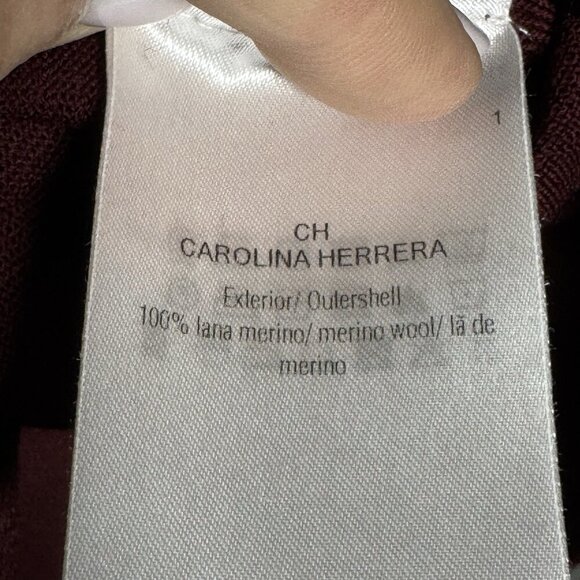 1
CH
CAROLINA HERRERA
Exterior/ Outershell
100% lana merino/ merino wool/ lã de
merino